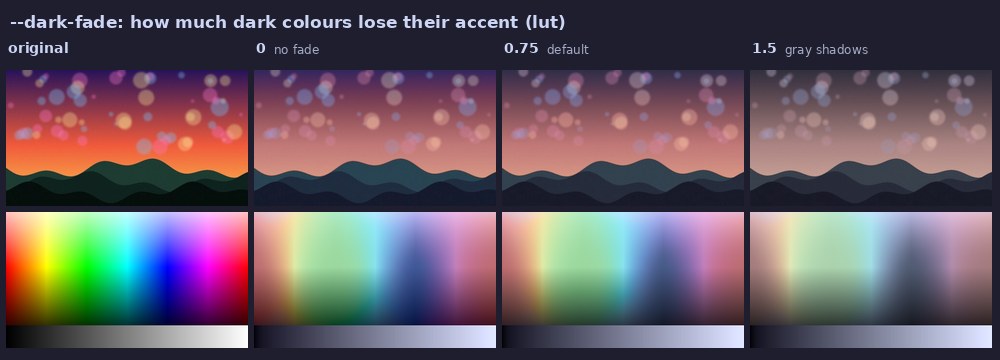 --dark-fade: how much dark colours lose their accent (lut)
original
0 no fade
0.75 default
1.5 gray shadows